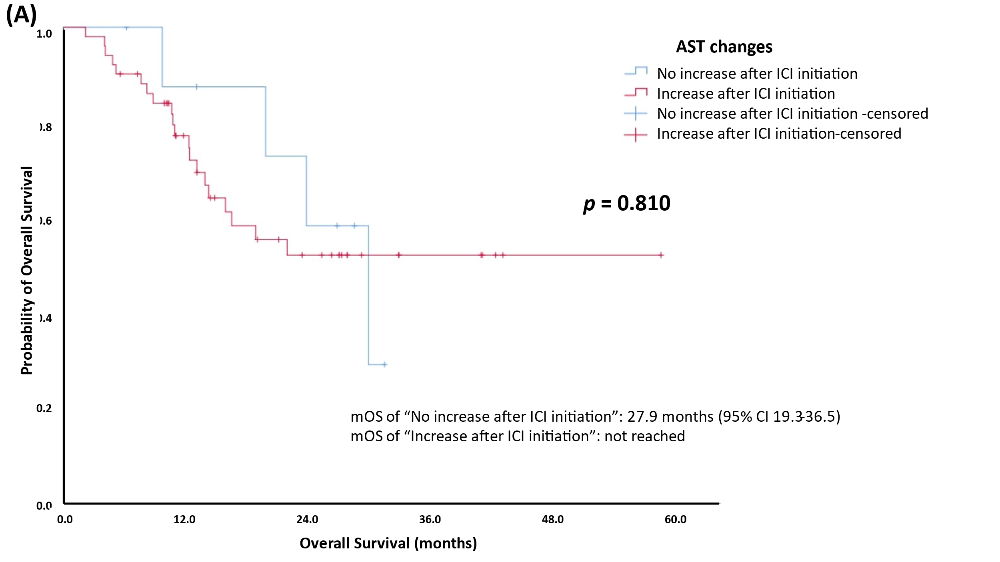 (A)
1.0
AST changes
No increase after ICI initiation
Increase after ICI initiation
No increase after ICI initiation -censored
Increase after ICI initiation-censored
).8
p = 0.810
).6
Probability of Overall Survival
).4
0.2
mOS of “No increase after ICI initiation”: 27.9 months (95% CI 19.3-36.5)
mOS of “Increase after ICI initiation”: not reached
0.0
0.0 12.0 24.0 36.0 48.0 60.0
Overall Survival (months)